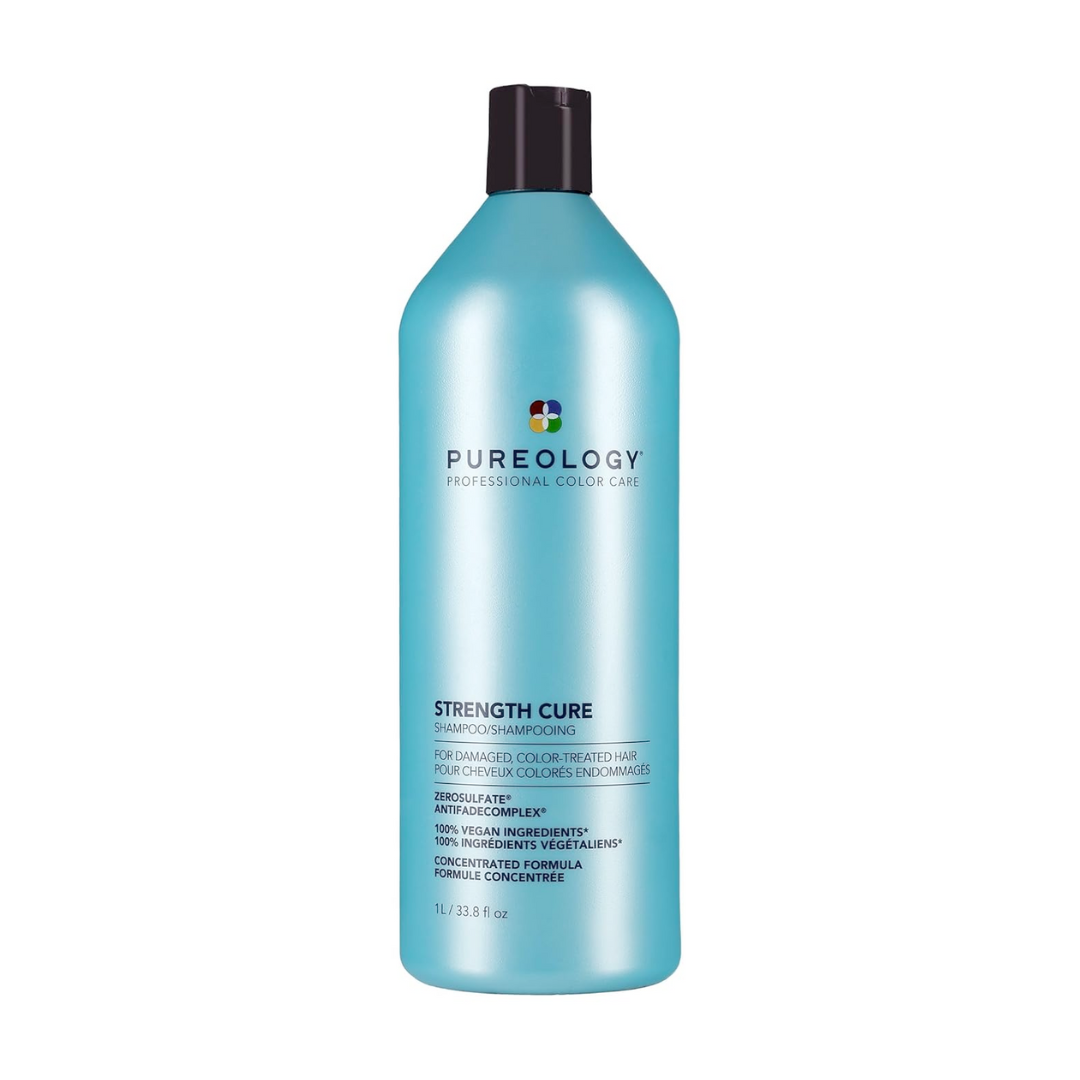 PUREOLOGY®
PROFESSIONAL COLOR CARE
STRENGTH CURE
SHAMPOO/SHAMPOOING
FOR DAMAGED, COLOR-TREATED HAIR
POUR CHEVEUX COLORÉS ENDOMMAGÉS
ZEROSULFATE®
ANTIFADECOMPLEX®
100% VEGAN INGREDIENTS*
100% INGRÉDIENTS VÉGÉTALIENS*
CONCENTRATED FORMULA
FORMULE CONCENTRÉE
1L / 33.8 fl oz